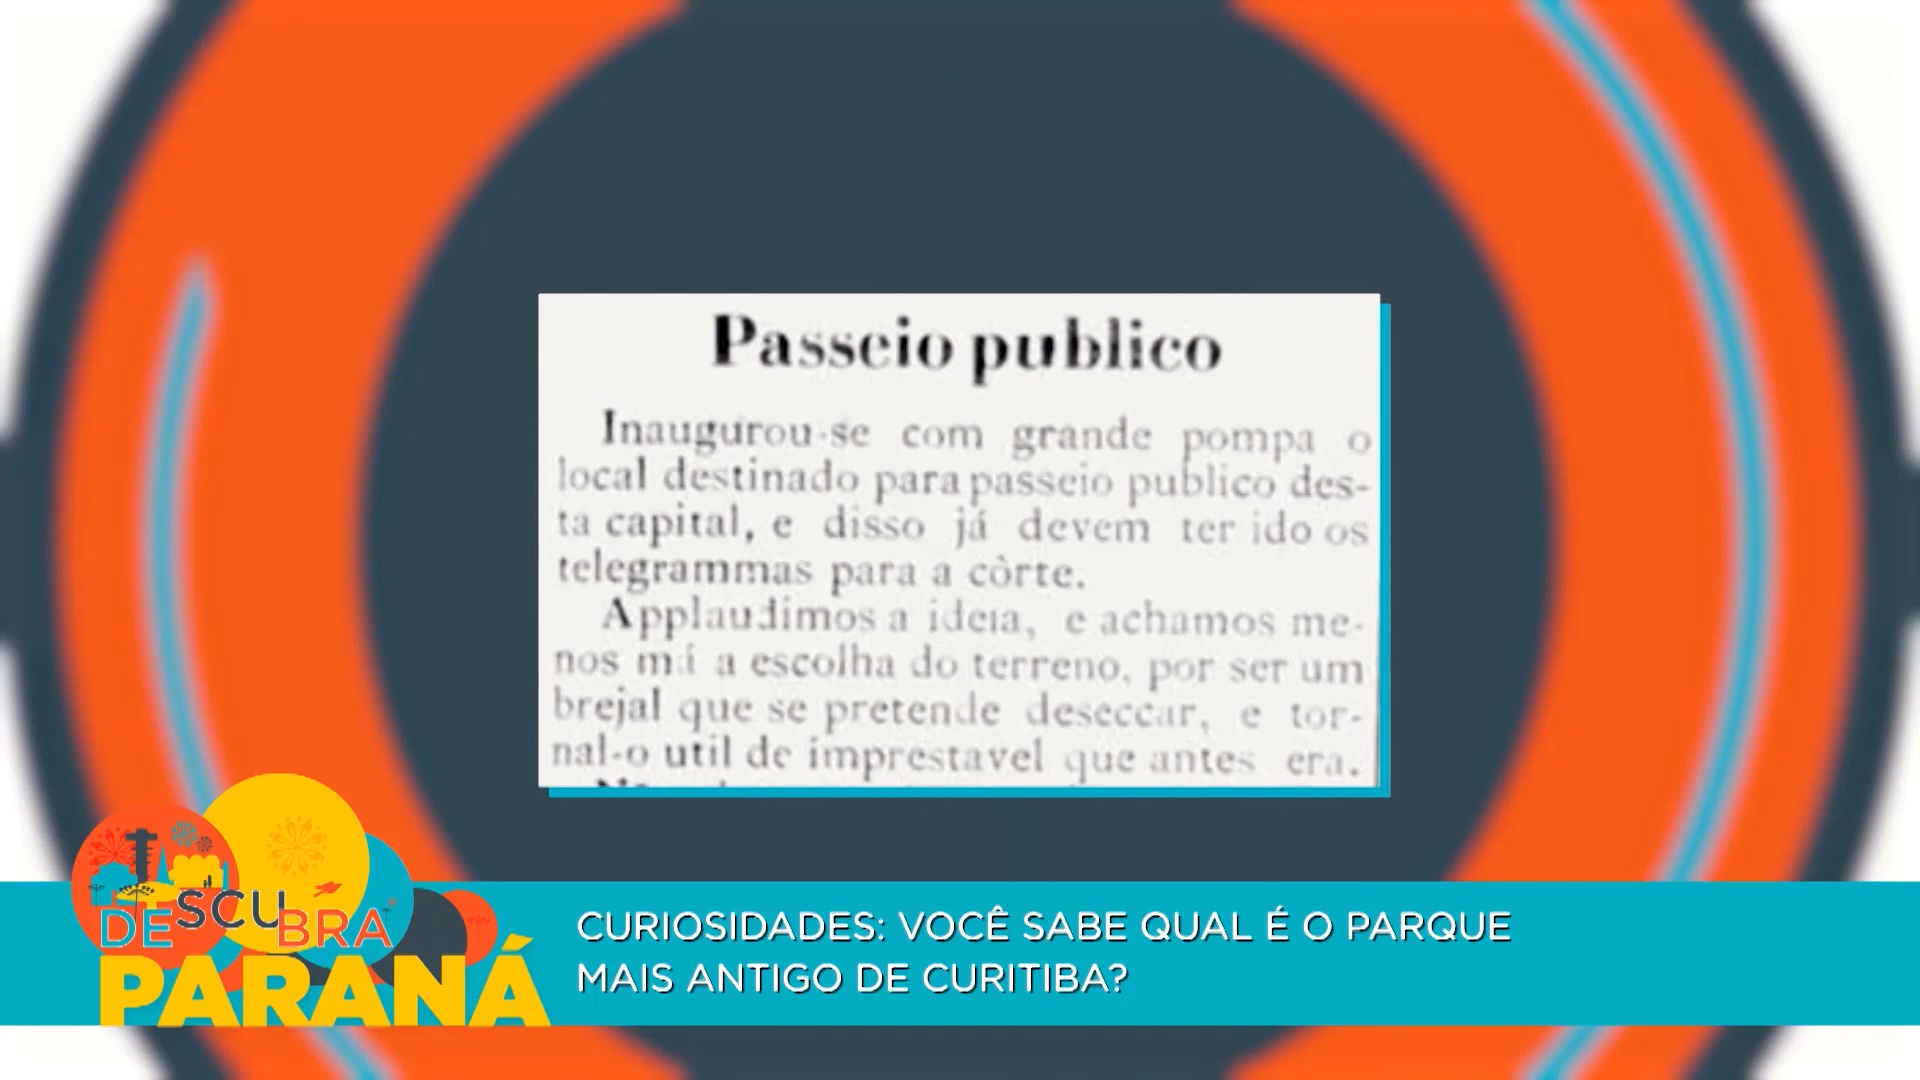 Passeio publico
Inaugurou-se com grande pompa o
local destinado para passeio publico des-
ta capital, e disso já devem ter ido os
telegrammas para a còrte.
Applaudimos a ideia, e achamos me-
nos má a escolha do terreno, por ser um
brejal que se pretende deseccar, e tor-
nal-o util de imprestavel que antes era.
DESCUBRA
PARANÁ
CURIOSIDADES: VOCÊ SABE QUAL É O PARQUE
MAIS ANTIGO DE CURITIBA?